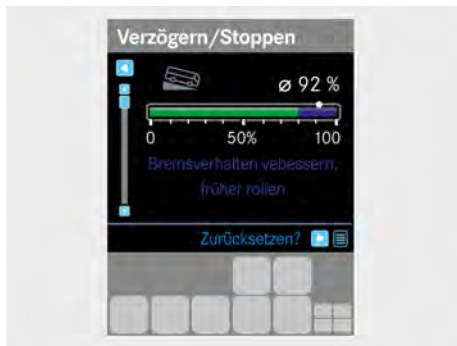 Verzögern/Stoppen
ø 92 %
0 50% 100
Bremsverhalten vebessern,
früher rollen
Zurücksetzen?